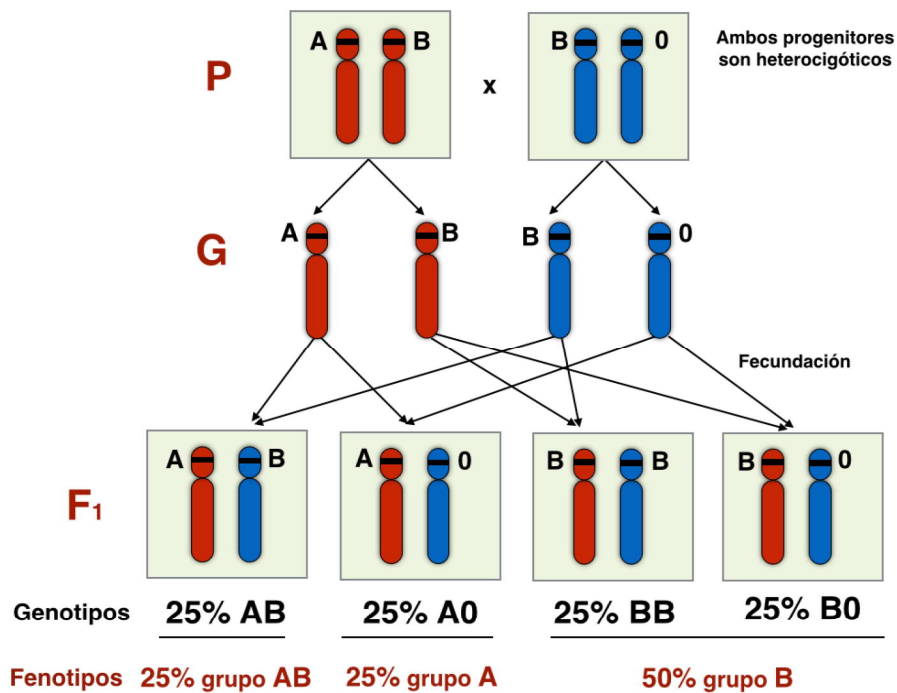 P
A B
x
B 0
Ambos progenitores
son heterocigóticos
G
A
B
B
0
Fecundación
F1
A B
A 0
B B
B 0
Genotipos 25% AB 25% A0 25% BB 25% B0
Fenotipos 25% grupo AB 25% grupo A 50% grupo B